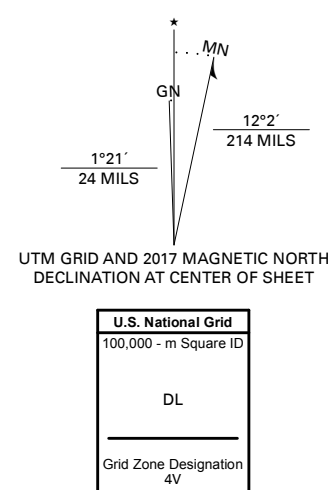 ★
MN
GN
12°2´
214 MILS
1°21´
24 MILS
UTM GRID AND 2017 MAGNETIC NORTH
DECLINATION AT CENTER OF SHEET
U.S. National Grid
100,000 - m Square ID
DL
Grid Zone Designation
4V